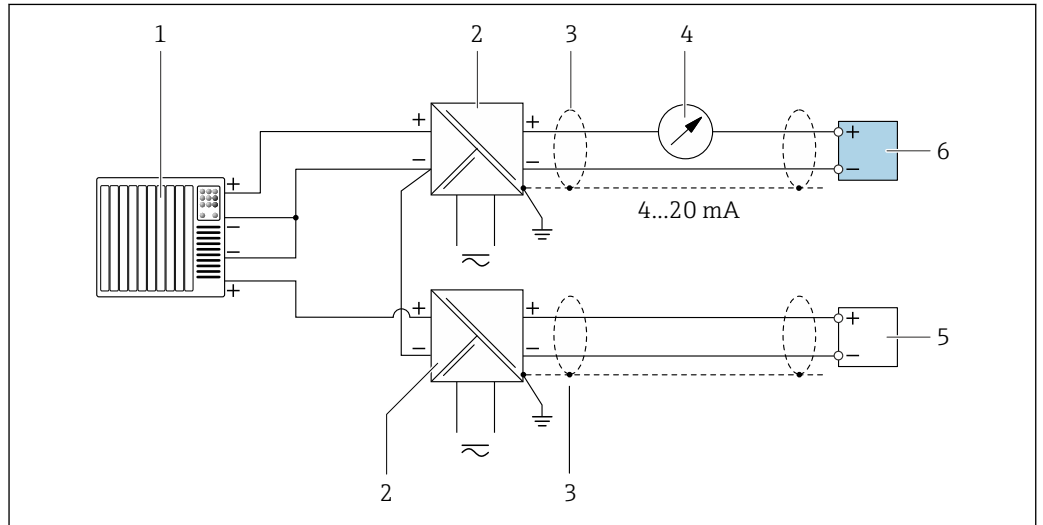 1 2 3 4
+ +
+ − − +
− 6
+ 4...20 mA −
−
−
+ + + +
− − − 5
2 3